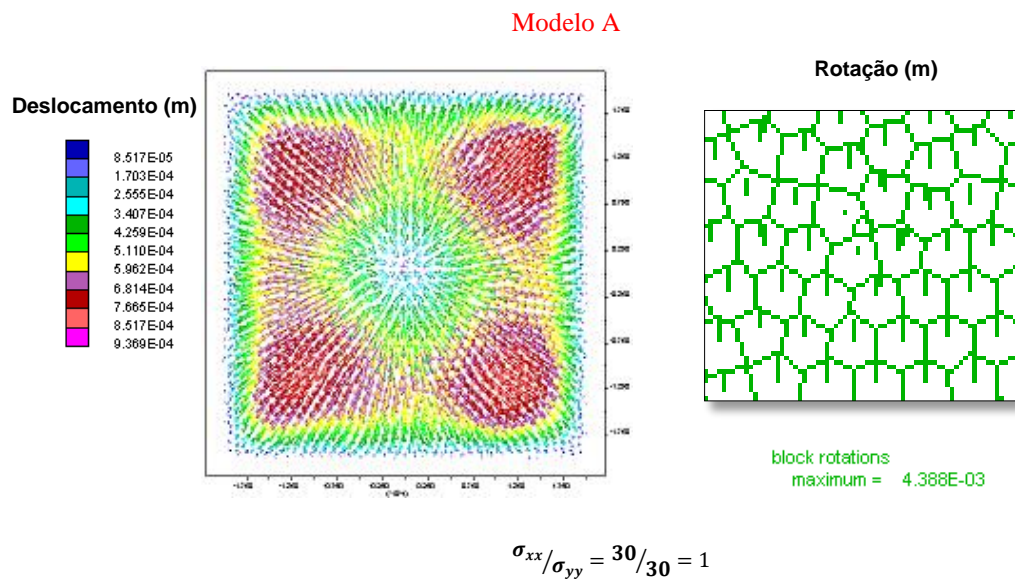 Modelo A
Deslocamento (m)
8.517E-05
1.703E-04
2.555E-04
3.407E-04
4.259E-04
5.110E-04
5.962E-04
6.814E-04
7.665E-04
8.517E-04
9.369E-04
Rotação (m)
block rotations
maximum = 4.388E-03
σxx/σyy = 30/30 = 1